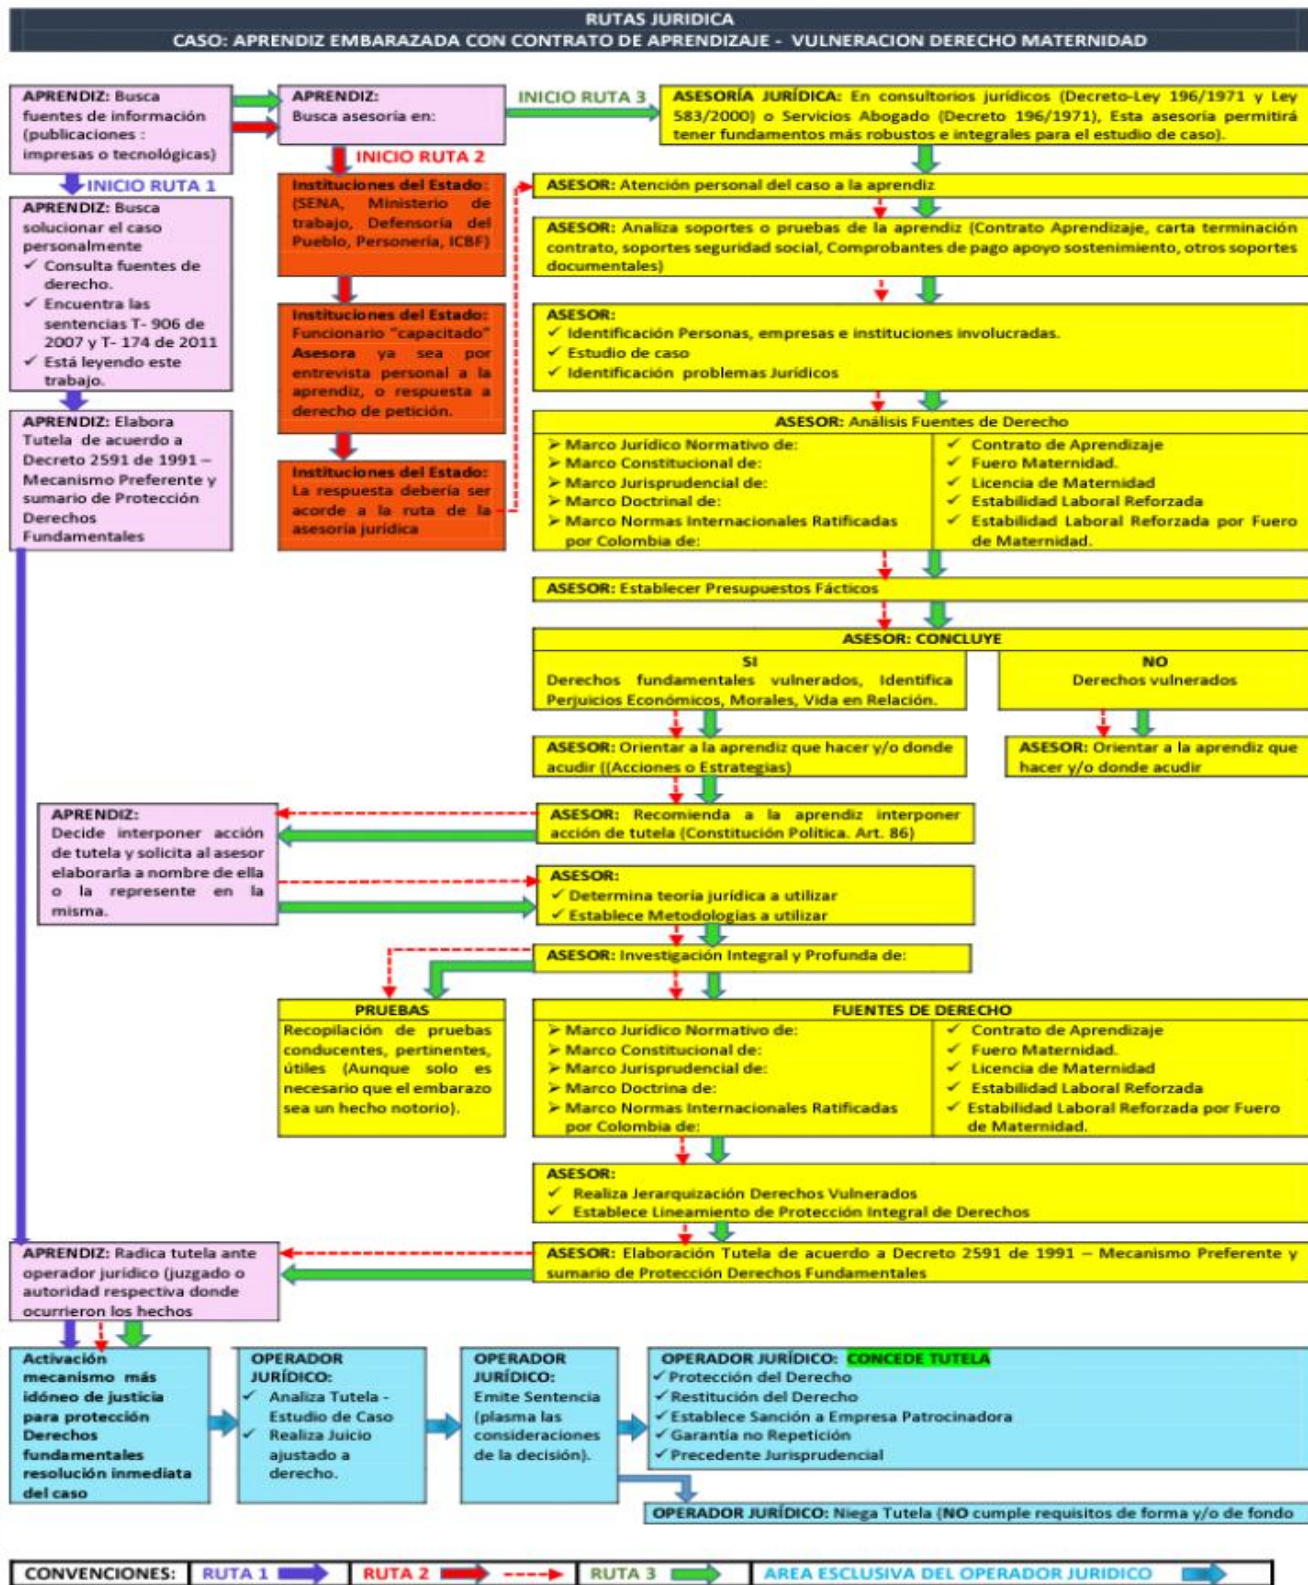 RUTAS JURIDICA
CASO: APRENDIZ EMBARAZADA CON CONTRATO DE APRENDIZAJE - VULNERACION DERECHO MATERNIDAD
APRENDIZ: Busca
fuentes de información
(publicaciones :
impresas o tecnológicas)
APRENDIZ:
Busca asesoría en:
INICIO RUTA 3
ASESORÍA JURÍDICA: En consultorios jurídicos (Decreto-Ley 196/1971 y Ley
583/2000) o Servicios Abogado (Decreto 196/1971), Esta asesoría permitirá
tener fundamentos más robustos e integrales para el estudio de caso).
INICIO RUTA 1
INICIO RUTA 2
APRENDIZ: Busca
solucionar el caso
personalmente
✓ Consulta fuentes de
derecho.
✓ Encuentra las
sentencias T- 906 de
2007 y T- 174 de 2011
✓ Está leyendo este
trabajo.
APRENDIZ: Elabora
Tutela de acuerdo a
Decreto 2591 de 1991 –
Mecanismo Preferente y
sumario de Protección
Derechos
Fundamentales
Instituciones del Estado:
(SENA, Ministerio de
trabajo, Defensoría del
Pueblo, Personería, ICBF)
Instituciones del Estado:
Funcionario "capacitado"
Asesora ya sea por
entrevista personal a la
aprendiz, o respuesta a
derecho de petición.
Instituciones del Estado:
La respuesta debería ser
acorde a la ruta de la
asesoría jurídica
ASESOR: Atención personal del caso a la aprendiz
ASESOR: Analiza soportes o pruebas de la aprendiz (Contrato Aprendizaje, carta terminación
contrato, soportes seguridad social, Comprobantes de pago apoyo sostenimiento, otros soportes
documentales)
ASESOR:
✓ Identificación Personas, empresas e instituciones involucradas.
✓ Estudio de caso
✓ Identificación problemas Jurídicos
ASESOR: Análisis Fuentes de Derecho
➢ Marco Jurídico Normativo de:
➢ Marco Constitucional de:
➢ Marco Jurisprudencial de:
➢ Marco Doctrinal de:
➢ Marco Normas Internacionales Ratificadas
por Colombia de:
✓ Contrato de Aprendizaje
✓ Fuero Maternidad.
✓ Licencia de Maternidad
✓ Estabilidad Laboral Reforzada
✓ Estabilidad Laboral Reforzada por Fuero
de Maternidad.
ASESOR: Establecer Presupuestos Fácticos
ASESOR: CONCLUYE
SI
Derechos fundamentales vulnerados, Identifica
Perjuicios Económicos, Morales, Vida en Relación.
NO
Derechos vulnerados
ASESOR: Orientar a la aprendiz que hacer y/o donde
acudir ((Acciones o Estrategias)
ASESOR: Orientar a la aprendiz que
hacer y/o donde acudir
APRENDIZ:
Decide interponer acción
de tutela y solicita al asesor
elaborarla a nombre de ella
o la represente en la
misma.
ASESOR: Recomienda a la aprendiz interponer
acción de tutela (Constitución Política. Art. 86)
ASESOR:
✓ Determina teoría jurídica a utilizar
✓ Establece Metodologías a utilizar
ASESOR: Investigación Integral y Profunda de:
PRUEBAS
Recopilación de pruebas
conducentes, pertinentes,
útiles (Aunque solo es
necesario que el embarazo
sea un hecho notorio).
FUENTES DE DERECHO
➢ Marco Jurídico Normativo de:
➢ Marco Constitucional de:
➢ Marco Jurisprudencial de:
➢ Marco Doctrina de:
➢ Marco Normas Internacionales Ratificadas
por Colombia de:
✓ Contrato de Aprendizaje
✓ Fuero Maternidad.
✓ Licencia de Maternidad
✓ Estabilidad Laboral Reforzada
✓ Estabilidad Laboral Reforzada por Fuero
de Maternidad.
ASESOR:
✓ Realiza Jerarquización Derechos Vulnerados
✓ Establece Lineamiento de Protección Integral de Derechos
APRENDIZ: Radica tutela ante
operador jurídico (juzgado o
autoridad respectiva donde
ocurrieron los hechos
ASESOR: Elaboración Tutela de acuerdo a Decreto 2591 de 1991 – Mecanismo Preferente y
sumario de Protección Derechos Fundamentales
Activación
mecanismo más
idóneo de justicia
para protección
Derechos
fundamentales
resolución inmediata
del caso
OPERADOR
JURÍDICO:
✓ Analiza Tutela -
Estudio de Caso
✓ Realiza Juicio
ajustado a
derecho.
OPERADOR
JURÍDICO:
Emite Sentencia
(plasma las
consideraciones
de la decisión).
OPERADOR JURÍDICO: CONCEDE TUTELA
✓ Protección del Derecho
✓ Restitución del Derecho
✓ Establece Sanción a Empresa Patrocinadora
✓ Garantía no Repetición
✓ Precedente Jurisprudencial
OPERADOR JURÍDICO: Niega Tutela (NO cumple requisitos de forma y/o de fondo
CONVENCIONES: RUTA 1 RUTA 2 RUTA 3 AREA ESCLUSIVA DEL OPERADOR JURIDICO